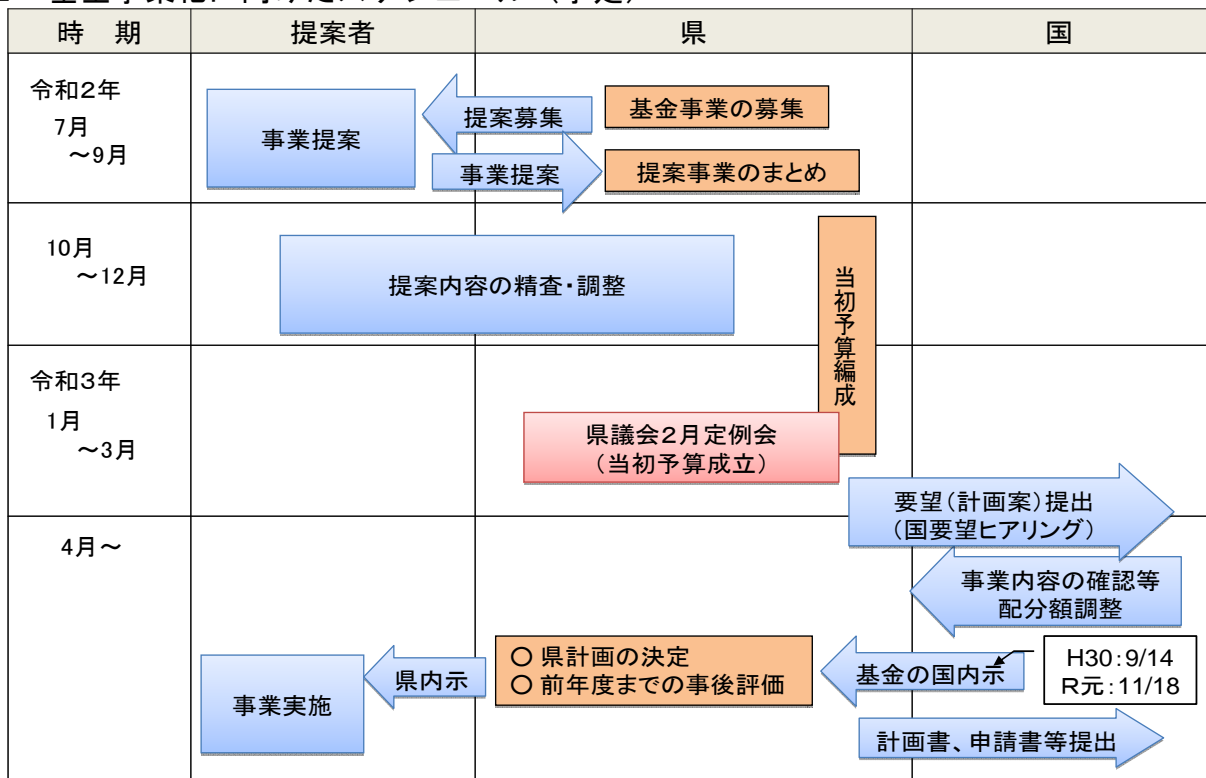 時　期
提案者
県
国
令和2年
7月
～9月
事業提案
提案募集
基金事業の募集
事業提案
提案事業のまとめ
10月
～12月
提案内容の精査・調整
当初予算編成
令和3年
1月
～3月
県議会2月定例会
（当初予算成立）
要望（計画案）提出
（国要望ヒアリング）
4月～
事業内容の確認等
配分額調整
事業実施
県内示
○ 県計画の決定
○ 前年度までの事後評価
基金の国内示
H30：9/14
R元：11/18
計画書、申請書等提出